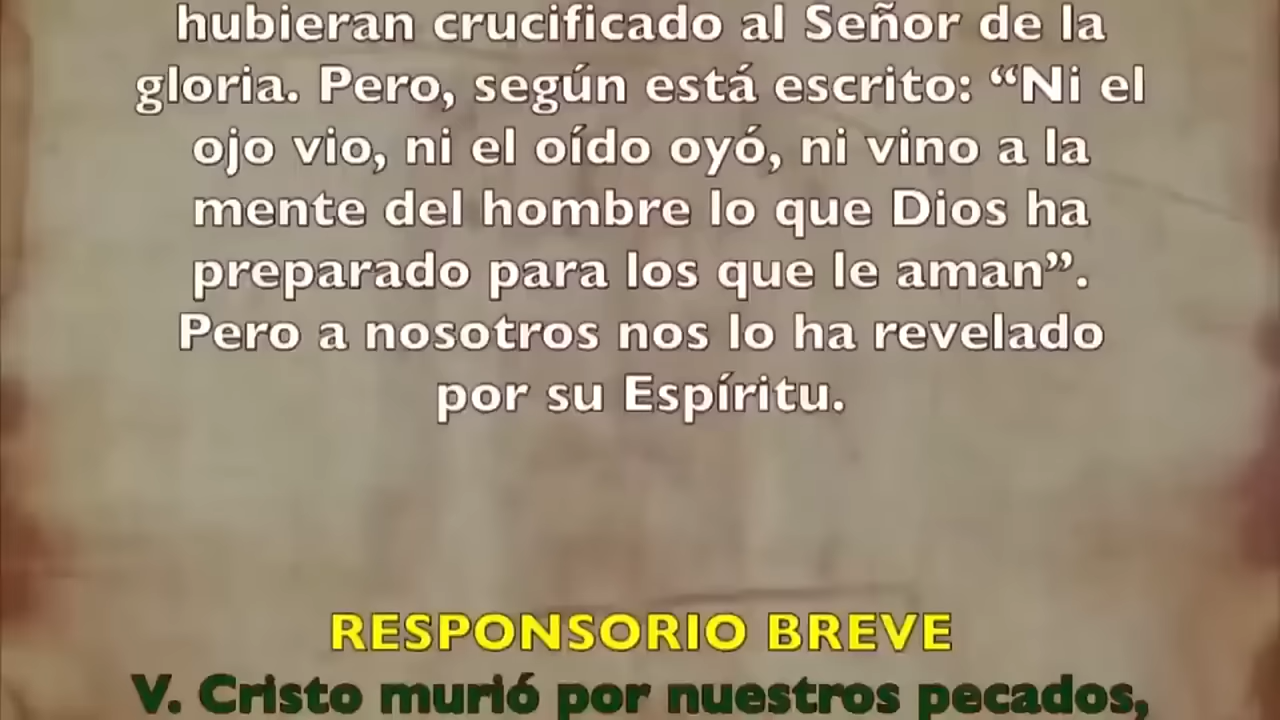 hubieran crucificado al Señor de la
gloria. Pero, según está escrito: “Ni el
ojo vio, ni el oído oyó, ni vino a la
mente del hombre lo que Dios ha
preparado para los que le aman”.
Pero a nosotros nos lo ha revelado
por su Espíritu.
RESPONSORIO BREVE
V. Cristo murió por nuestros pecados,